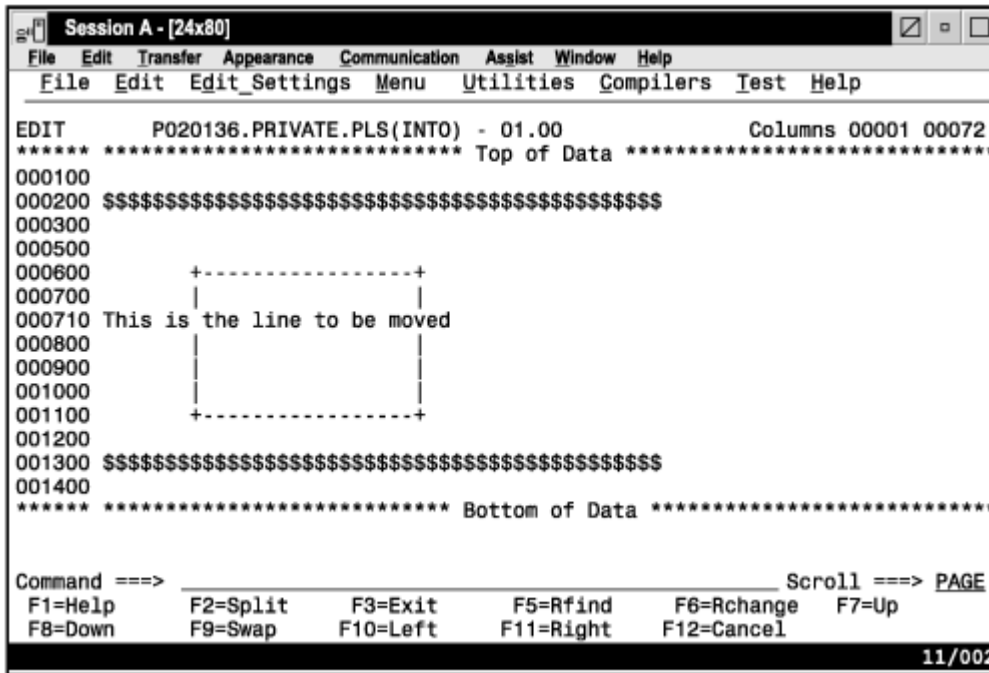 Session A - [24x80]
File Edit Transfer Appearance Communication Assist Window Help
File Edit Edit_Settings Menu Utilities Compilers Test Help
EDIT P020136.PRIVATE.PLS(INTO) - 01.00 Columns 00001 00072
****** ***************************** Top of Data ******************************
000100
000200 $$$$$$$$$$$$$$$$$$$$$$$$$$$$$$$$$$$$$$$$$$$$$
000300
000500
000600 +-----------------+
000700 | |
000710 This is the line to be moved
000800 | |
000900 | |
001000 | |
001100 +-----------------+
001200
001300 $$$$$$$$$$$$$$$$$$$$$$$$$$$$$$$$$$$$$$$$$$$$$
001400
****** **************************** Bottom of Data ****************************
Command ===> Scroll ===> PAGE
F1=Help F2=Split F3=Exit F5=Rfind F6=Rchange F7=Up
F8=Down F9=Swap F10=Left F11=Right F12=Cancel
11/002